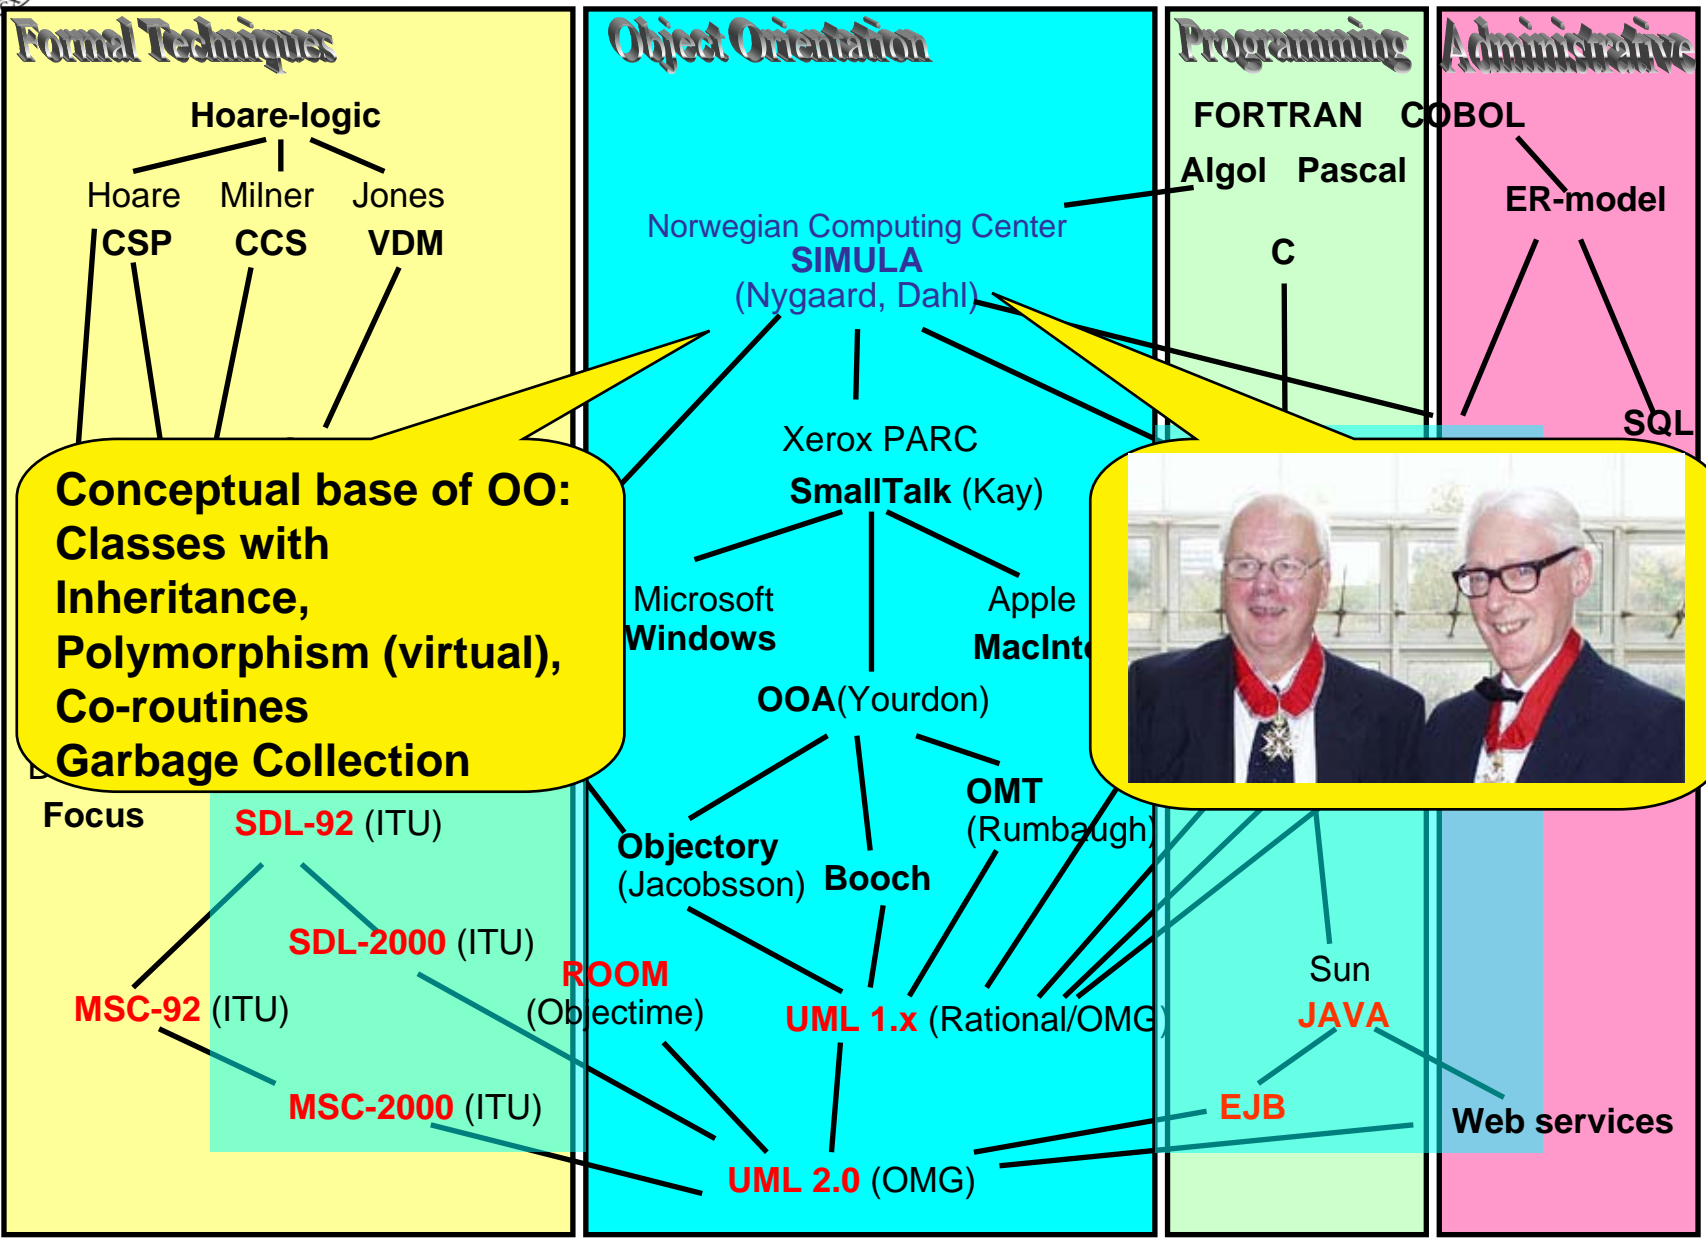 Formal Techniques
Object Orientation
Programming
Administrative
Hoare-logic
Hoare Milner Jones
CSP CCS VDM
Norwegian Computing Center
SIMULA
(Nygaard, Dahl)
FORTRAN COBOL
Algol Pascal
ER-model
C
SQL
Xerox PARC
SmallTalk (Kay)
Conceptual base of OO:
Classes with
Inheritance,
Polymorphism (virtual),
Co-routines
Garbage Collection
Microsoft
Windows
Apple
OOA(Yourdon)
Focus
SDL-92 (ITU)
OMT
(Rumbaugh)
Objectory
(Jacobsson)
Booch
SDL-2000 (ITU)
ROOM
(Objectime)
MSC-92 (ITU)
UML 1.x (Rational/OMG)
Sun
JAVA
MSC-2000 (ITU)
EJB
Web services
UML 2.0 (OMG)